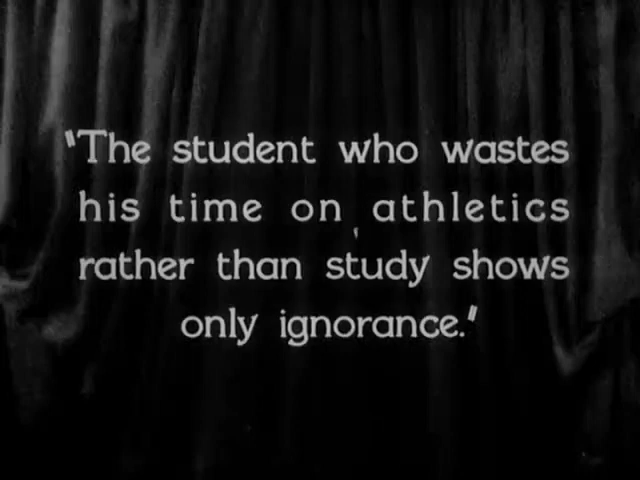 "The student who wastes
his time on athletics
rather than study shows
only ignorance."